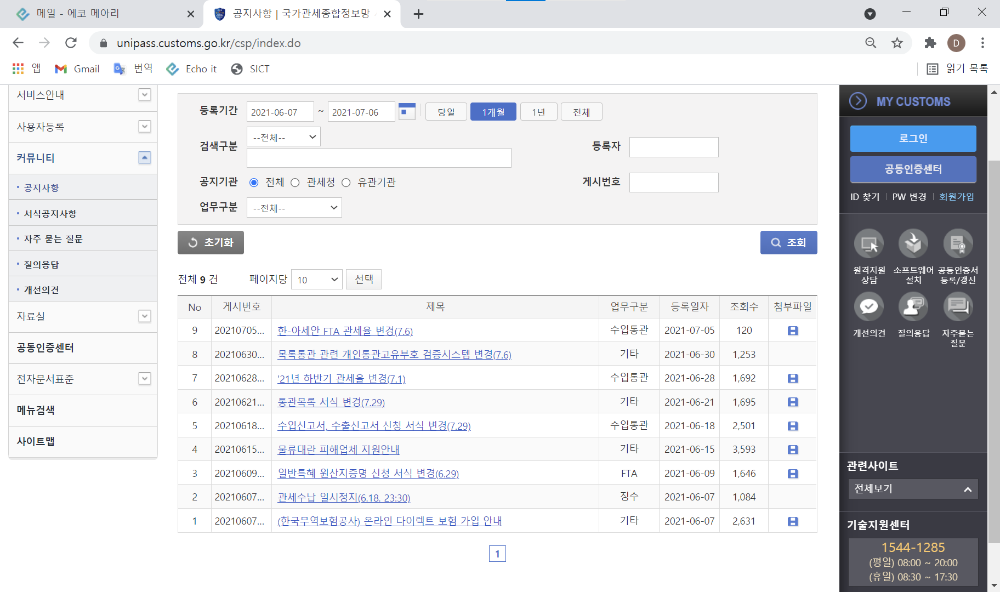 메일 - 에코 메아리
공지사항 | 국가관세종합정보망
unipass.customs.go.kr/csp/index.do
D
앱 Gmail 번역 Echo it SICT 읽기 목록
서비스안내
사용자등록
커뮤니티
공지사항
서식공지사항
자주 묻는 질문
질의응답
개선의견
자료실
공동인증센터
전자문서표준
메뉴검색
사이트맵
등록기간 2021-06-07 ~ 2021-07-06 당일 1개월 1년 전체
검색구분 --전체-- 등록자
공지기관 전체 관세청 유관기관 게시번호
업무구분 --전체--
초기화 조회
전체 9 건 페이지당 10 선택
No 게시번호 제목 업무구분 등록일자 조회수 첨부파일
9 20210705... 한-아세안 FTA 관세율 변경(7.6) 수입통관 2021-07-05 120
8 20210630... 목록통관 관련 개인통관고유부호 검증시스템 변경(7.6) 기타 2021-06-30 1,253
7 20210628... '21년 하반기 관세율 변경(7.1) 수입통관 2021-06-28 1,692
6 20210621... 통관목록 서식 변경(7.29) 기타 2021-06-21 1,695
5 20210618... 수입신고서, 수출신고서 신청 서식 변경(7.29) 수입통관 2021-06-18 2,501
4 20210615... 물류대란 피해업체 지원안내 기타 2021-06-15 3,593
3 20210609... 일반특혜 원산지증명 신청 서식 변경(6.29) FTA 2021-06-09 1,646
2 20210607... 관세수납 일시정지(6.18. 23:30) 징수 2021-06-07 1,084
1 20210607... (한국무역보험공사) 온라인 다이렉트 보험 가입 안내 기타 2021-06-07 2,631
1
MY CUSTOMS
로그인
공동인증센터
ID 찾기 PW 변경 회원가입
원격지원 상담
소프트웨어 설치
공동인증서 등록/갱신
개선의견
질의응답
자주묻는 질문
관련사이트
전체보기
기술지원센터
1544-1285
(평일) 08:00 ~ 20:00
(휴일) 08:30 ~ 17:30